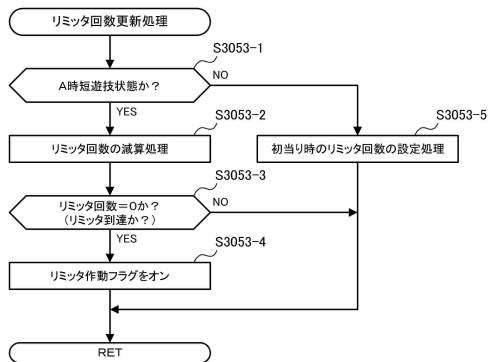 リミッタ回数更新処理
S3053-1
A時短遊技状態か？
NO
YES
S3053-2
S3053-5
リミッタ回数の減算処理
初当り時のリミッタ回数の設定処理
S3053-3
リミッタ回数=0か？
(リミッタ到達か？)
NO
YES
S3053-4
リミッタ作動フラグをオン
RET